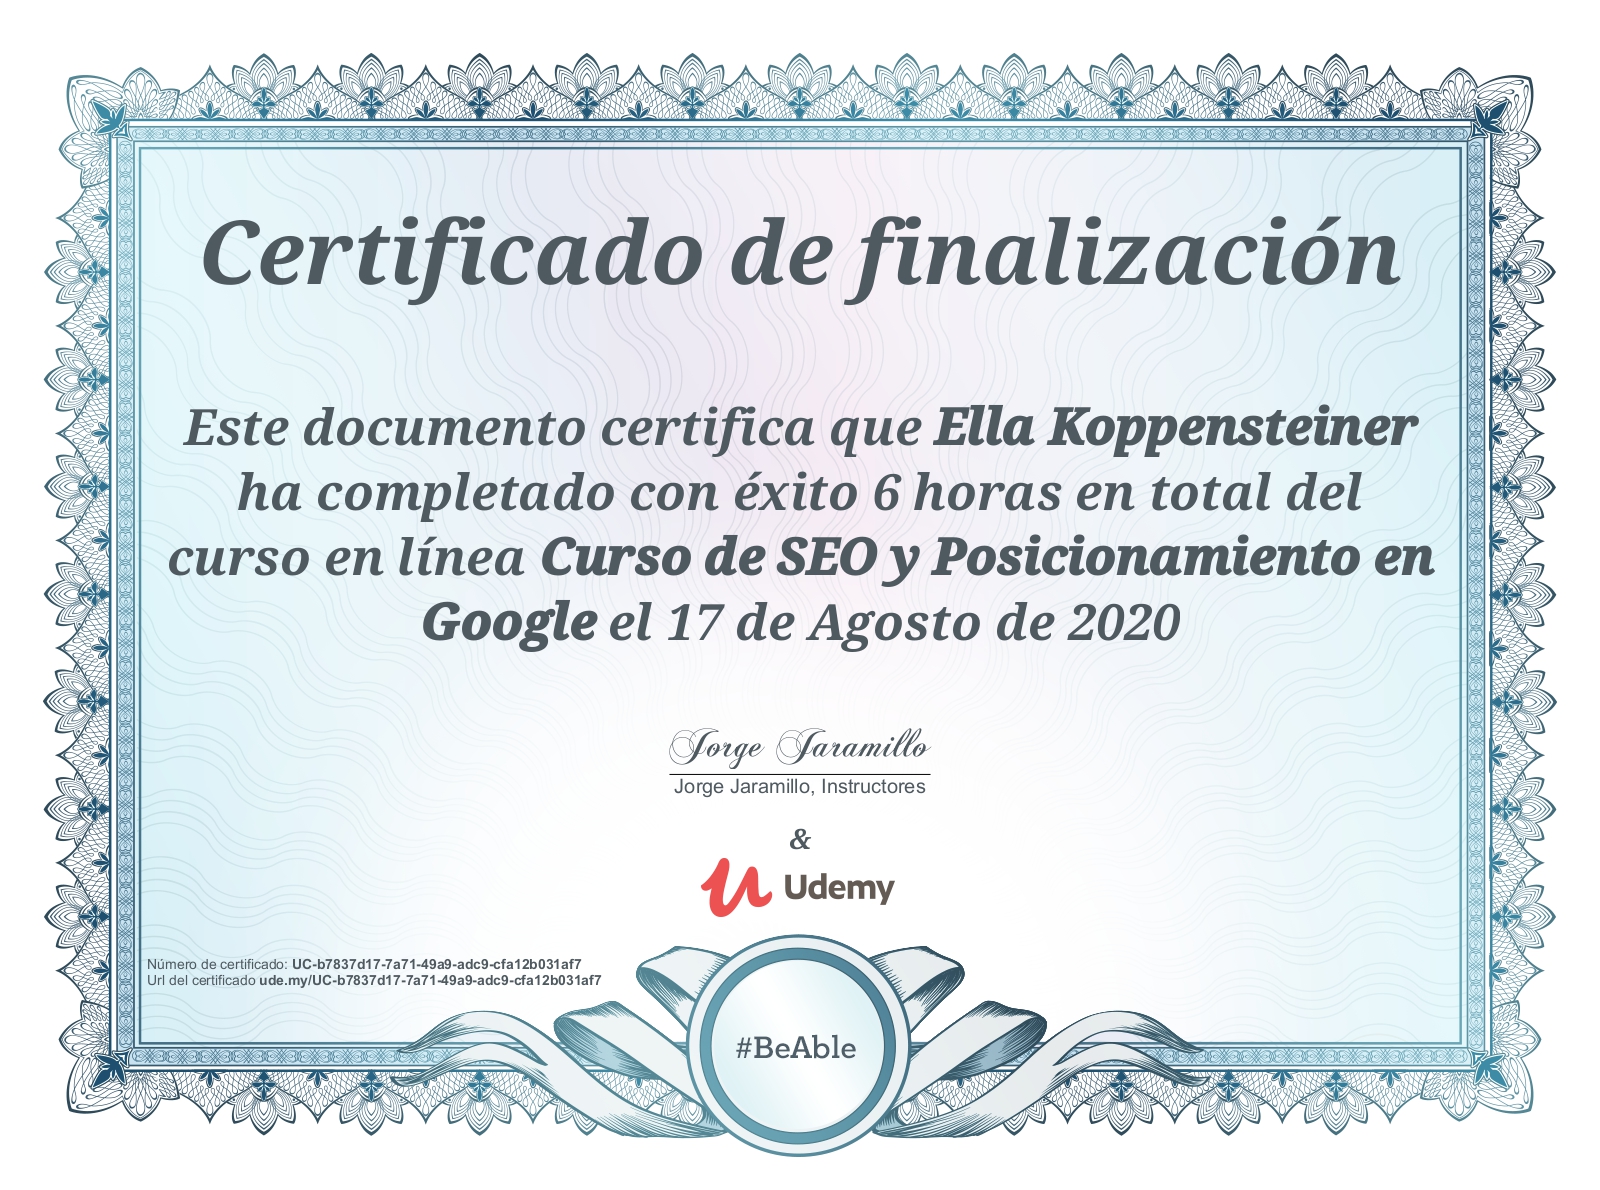 Certificado de finalización
Este documento certifica que Ella Koppensteiner
ha completado con éxito 6 horas en total del
curso en línea Curso de SEO y Posicionamiento en
Google el 17 de Agosto de 2020
Jorge Jaramillo
Jorge Jaramillo, Instructores
&
Udemy
Número de certificado: UC-b7837d17-7a71-49a9-adc9-cfa12b031af7
Url del certificado ude.my/UC-b7837d17-7a71-49a9-adc9-cfa12b031af7
#BeAble